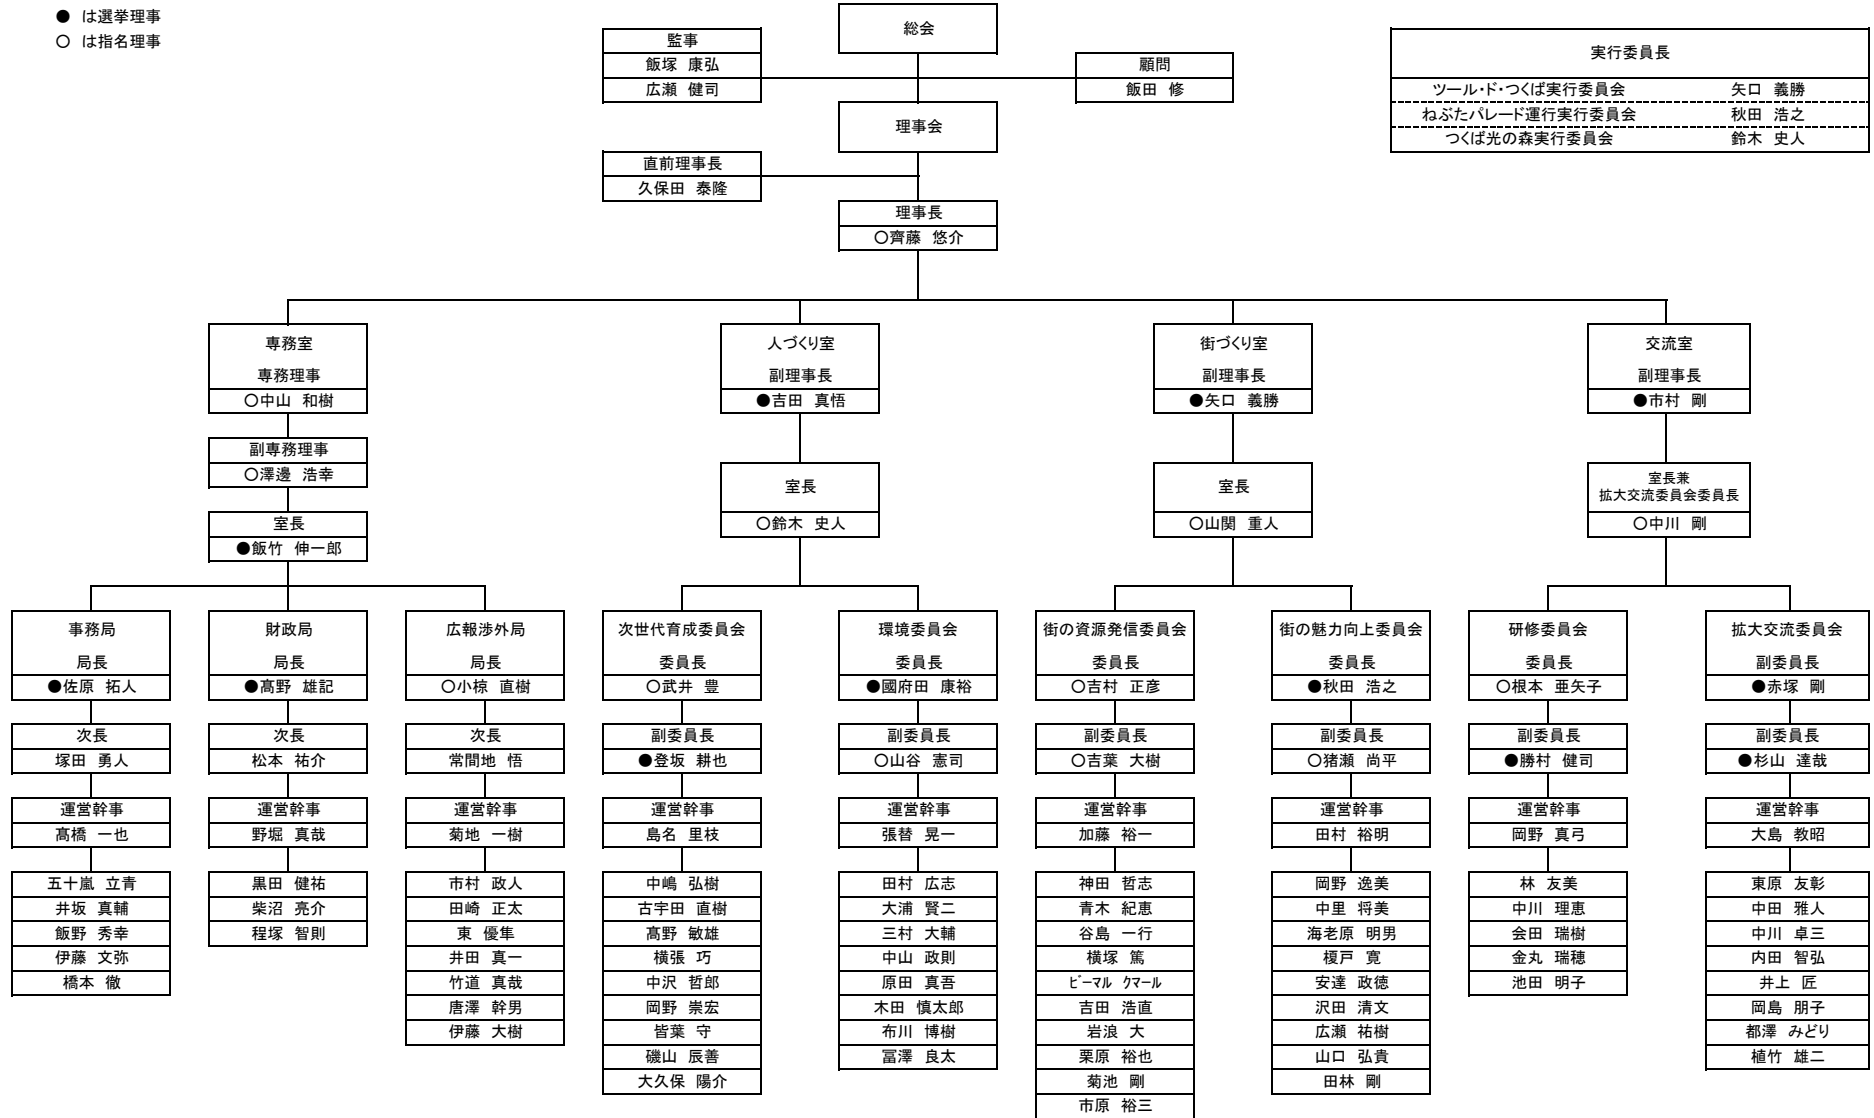 ● は選挙理事
○ は指名理事
総会
監事
飯塚 康弘
広瀬 健司
顧問
飯田 修
実行委員長
ツール・ド・つくば実行委員会 矢口 義勝
ねぶたパレード運行実行委員会 秋田 浩之
つくば光の森実行委員会 鈴木 史人
理事会
直前理事長
久保田 泰隆
理事長
○齊藤 悠介
専務室
専務理事
○中山 和樹
副専務理事
○澤邊 浩幸
室長
●飯竹 伸一郎
人づくり室
副理事長
●吉田 真悟
室長
○鈴木 史人
街づくり室
副理事長
●矢口 義勝
室長
○山関 重人
交流室
副理事長
●市村 剛
室長兼
拡大交流委員会委員長
○中川 剛
事務局
局長
●佐原 拓人
次長
塚田 勇人
運営幹事
髙橋 一也
五十嵐 立青
井坂 真輔
飯野 秀幸
伊藤 文弥
橋本 徹
財政局
局長
●髙野 雄記
次長
松本 祐介
運営幹事
野堀 真哉
黒田 健祐
柴沼 亮介
程塚 智則
広報渉外局
局長
○小椋 直樹
次長
常間地 悟
運営幹事
菊地 一樹
市村 政人
田崎 正太
東 優隼
井田 真一
竹道 真哉
唐澤 幹男
伊藤 大樹
次世代育成委員会
委員長
○武井 豊
副委員長
●登坂 耕也
運営幹事
島名 里枝
中嶋 弘樹
古宇田 直樹
髙野 敏雄
横張 巧
中沢 哲郎
岡野 崇宏
皆葉 守
磯山 辰善
大久保 陽介
環境委員会
委員長
●國府田 康裕
副委員長
○山谷 憲司
運営幹事
張替 晃一
田村 広志
大浦 賢二
三村 大輔
中山 政則
原田 真吾
木田 慎太郎
布川 博樹
冨澤 良太
街の資源発信委員会
委員長
○吉村 正彦
副委員長
○吉葉 大樹
運営幹事
加藤 裕一
神田 哲志
青木 紀恵
谷島 一行
横塚 篤
ビーマル クマール
吉田 浩直
岩浪 大
栗原 裕也
菊池 剛
市原 裕三
街の魅力向上委員会
委員長
●秋田 浩之
副委員長
○猪瀬 尚平
運営幹事
田村 裕明
岡野 逸美
中里 将美
海老原 明男
榎戸 寛
安達 政徳
沢田 清文
広瀬 祐樹
山口 弘貴
田林 剛
研修委員会
委員長
○根本 亜矢子
副委員長
●勝村 健司
運営幹事
岡野 真弓
林 友美
中川 理恵
会田 瑞樹
金丸 瑞穂
池田 明子
拡大交流委員会
副委員長
●赤塚 剛
副委員長
●杉山 達哉
運営幹事
大島 教昭
東原 友彰
中田 雅人
中川 卓三
内田 智弘
井上 匠
岡島 朋子
都澤 みどり
植竹 雄二